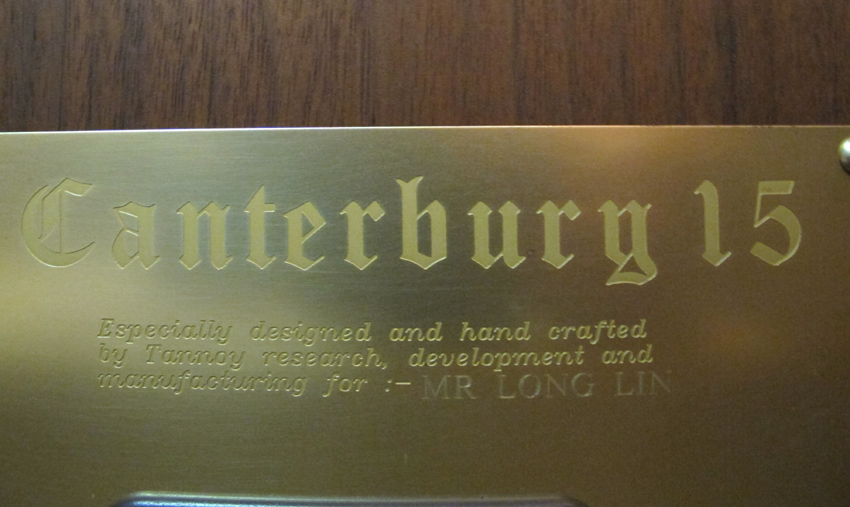 Canterbury 15
Especially designed and hand crafted
by Tannoy research, development and
manufacturing for :- MR LONG LIN